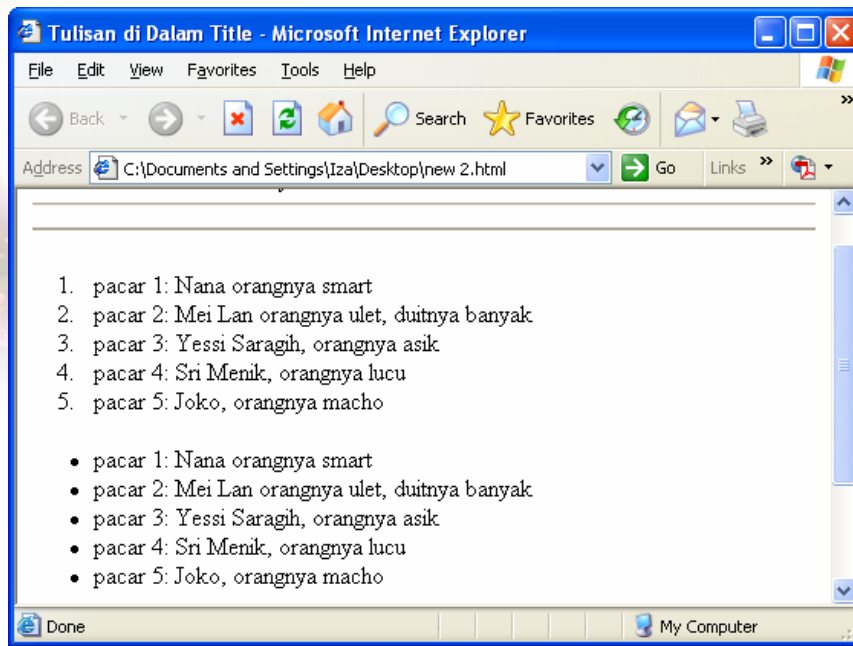 Tulisan di Dalam Title - Microsoft Internet Explorer
File Edit View Favorites Tools Help
Back Search Favorites »
Address C:\Documents and Settings\Iza\Desktop\new 2.html Go Links »
1. pacar 1: Nana orangnya smart
2. pacar 2: Mei Lan orangnya ulet, duitnya banyak
3. pacar 3: Yessi Saragih, orangnya asik
4. pacar 4: Sri Menik, orangnya lucu
5. pacar 5: Joko, orangnya macho
• pacar 1: Nana orangnya smart
• pacar 2: Mei Lan orangnya ulet, duitnya banyak
• pacar 3: Yessi Saragih, orangnya asik
• pacar 4: Sri Menik, orangnya lucu
• pacar 5: Joko, orangnya macho
Done My Computer